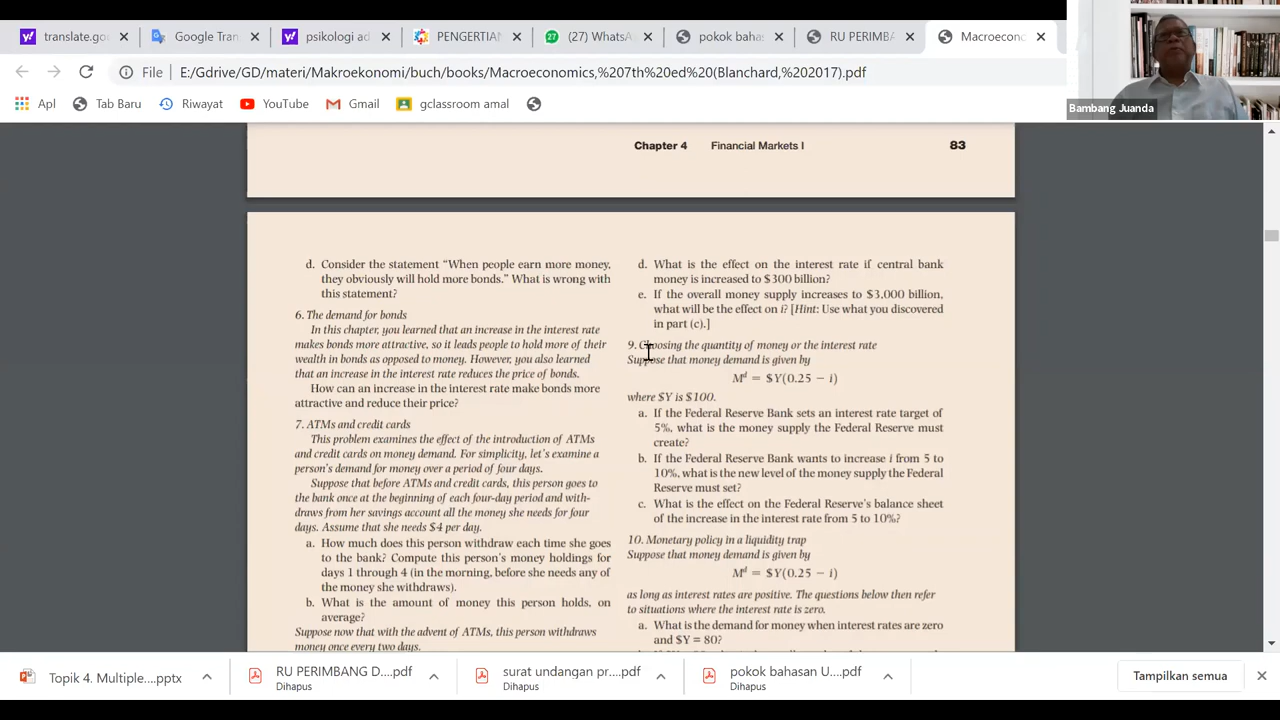 translate.go
Google Tran
psikologi ad
PENGERTIAN
(27) WhatsA
pokok bahas
RU PERIMBA
Macroecon
File E:/Gdrive/GD/materi/Makroekonomi/buch/books/Macroeconomics,%207th%20ed%20(Blanchard,%202017).pdf
Apl
Tab Baru
Riwayat
YouTube
Gmail
gclassroom amal
Bambang Juanda
Chapter 4 Financial Markets I 83
d. Consider the statement “When people earn more money,
they obviously will hold more bonds.” What is wrong with
this statement?
6. The demand for bonds
In this chapter, you learned that an increase in the interest rate
makes bonds more attractive, so it leads people to hold more of their
wealth in bonds as opposed to money. However, you also learned
that an increase in the interest rate reduces the price of bonds.
How can an increase in the interest rate make bonds more
attractive and reduce their price?
7. ATMs and credit cards
This problem examines the effect of the introduction of ATMs
and credit cards on money demand. For simplicity, let’s examine a
person’s demand for money over a period of four days.
Suppose that before ATMs and credit cards, this person goes to
the bank once at the beginning of each four-day period and with-
draws from her savings account all the money she needs for four
days. Assume that she needs $4 per day.
a. How much does this person withdraw each time she goes
to the bank? Compute this person’s money holdings for
days 1 through 4 (in the morning, before she needs any of
the money she withdraws).
b. What is the amount of money this person holds, on
average?
Suppose now that with the advent of ATMs, this person withdraws
money once every two days.
d. What is the effect on the interest rate if central bank
money is increased to $300 billion?
e. If the overall money supply increases to $3,000 billion,
what will be the effect on i? [Hint: Use what you discovered
in part (c).]
9. Choosing the quantity of money or the interest rate
Suppose that money demand is given by
Mᵈ = $Y(0.25 − i)
where $Y is $100.
a. If the Federal Reserve Bank sets an interest rate target of
5%, what is the money supply the Federal Reserve must
create?
b. If the Federal Reserve Bank wants to increase i from 5 to
10%, what is the new level of the money supply the Federal
Reserve must set?
c. What is the effect on the Federal Reserve’s balance sheet
of the increase in the interest rate from 5 to 10%?
10. Monetary policy in a liquidity trap
Suppose that money demand is given by
Mᵈ = $Y(0.25 − i)
as long as interest rates are positive. The questions below then refer
to situations where the interest rate is zero.
a. What is the demand for money when interest rates are zero
and $Y = 80?
Topik 4. Multiple....pptx
RU PERIMBANG D....pdf
Dihapus
surat undangan pr....pdf
Dihapus
pokok bahasan U....pdf
Dihapus
Tampilkan semua